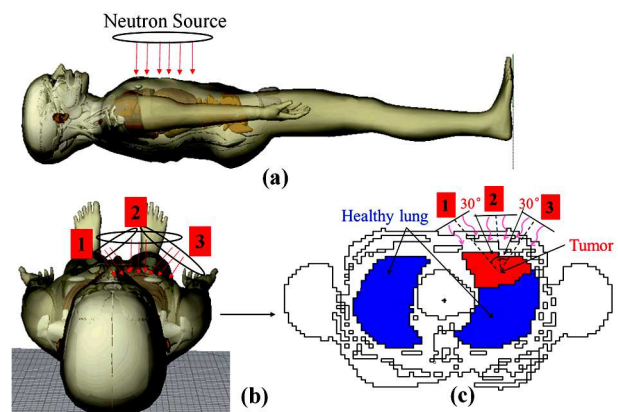 Neutron Source
(a)
1
2
3
(b)
1
30°
2
30°
3
Healthy lung
Tumor
(c)